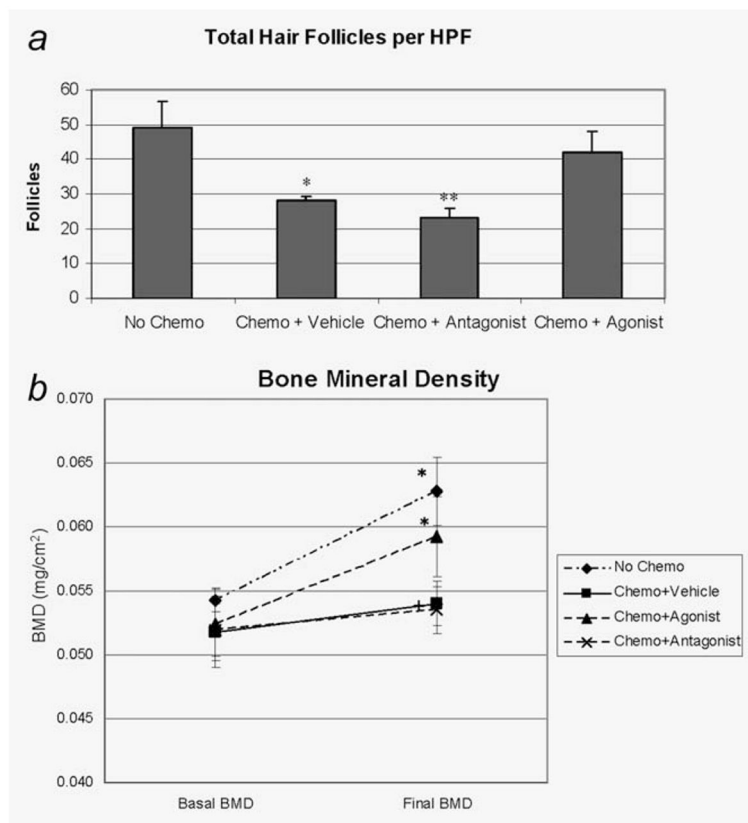 a
Total Hair Follicles per HPF
60
50
40
30
20
10
0
Follicles
*
**
No Chemo
Chemo + Vehicle
Chemo + Antagonist
Chemo + Agonist
b
Bone Mineral Density
0.070
0.065
0.060
0.055
0.050
0.045
0.040
BMD (mg/cm²)
*
*
Basal BMD
Final BMD
No Chemo
Chemo+Vehicle
Chemo+Agonist
Chemo+Antagonist